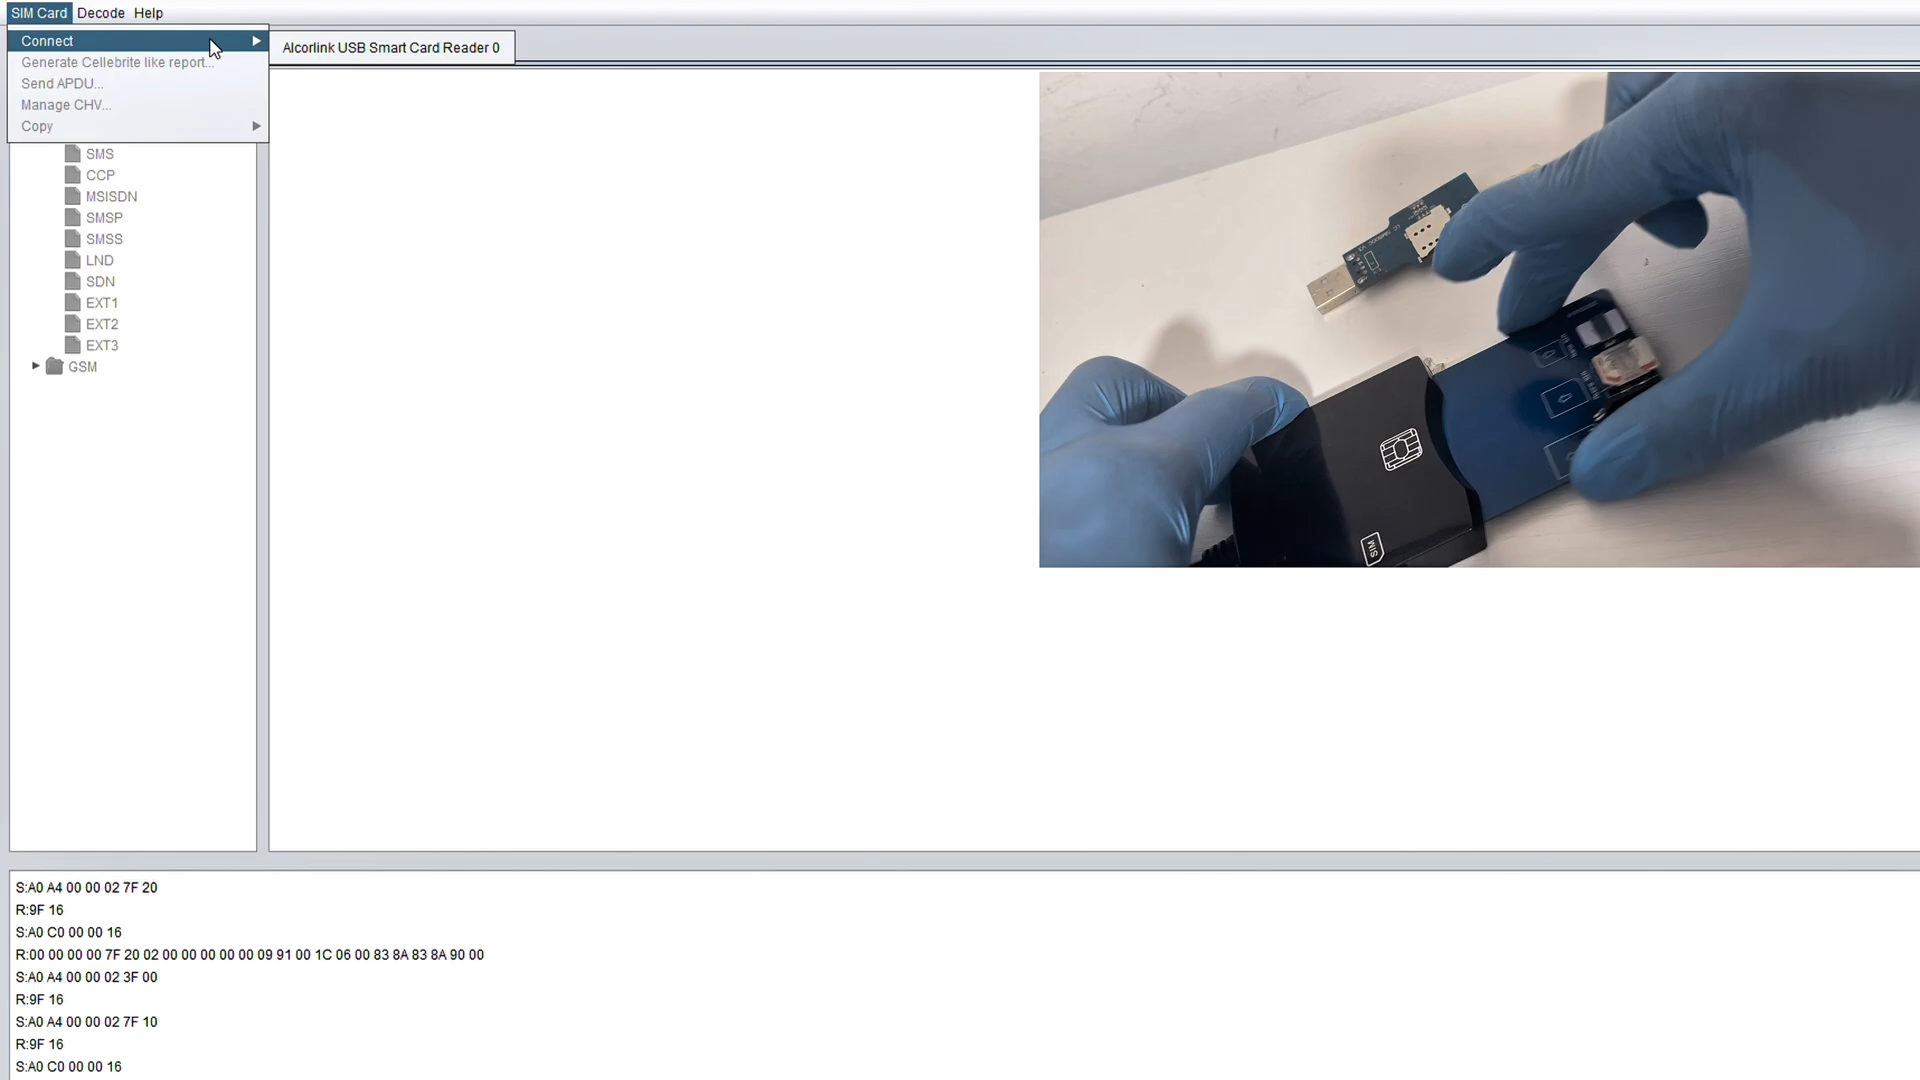 SIM Card Decode Help
Connect
Alcorlink USB Smart Card Reader 0
Generate Cellebrite like report...
Send APDU...
Manage CHV...
Copy
SMS
CCP
MSISDN
SMSP
SMSS
LND
SDN
EXT1
EXT2
EXT3
GSM
SIM
S:A0 A4 00 00 02 7F 20
R:9F 16
S:A0 C0 00 00 16
R:00 00 00 00 7F 20 02 00 00 00 00 00 09 91 00 1C 06 00 83 8A 83 8A 90 00
S:A0 A4 00 00 02 3F 00
R:9F 16
S:A0 A4 00 00 02 7F 10
R:9F 16
S:A0 C0 00 00 16